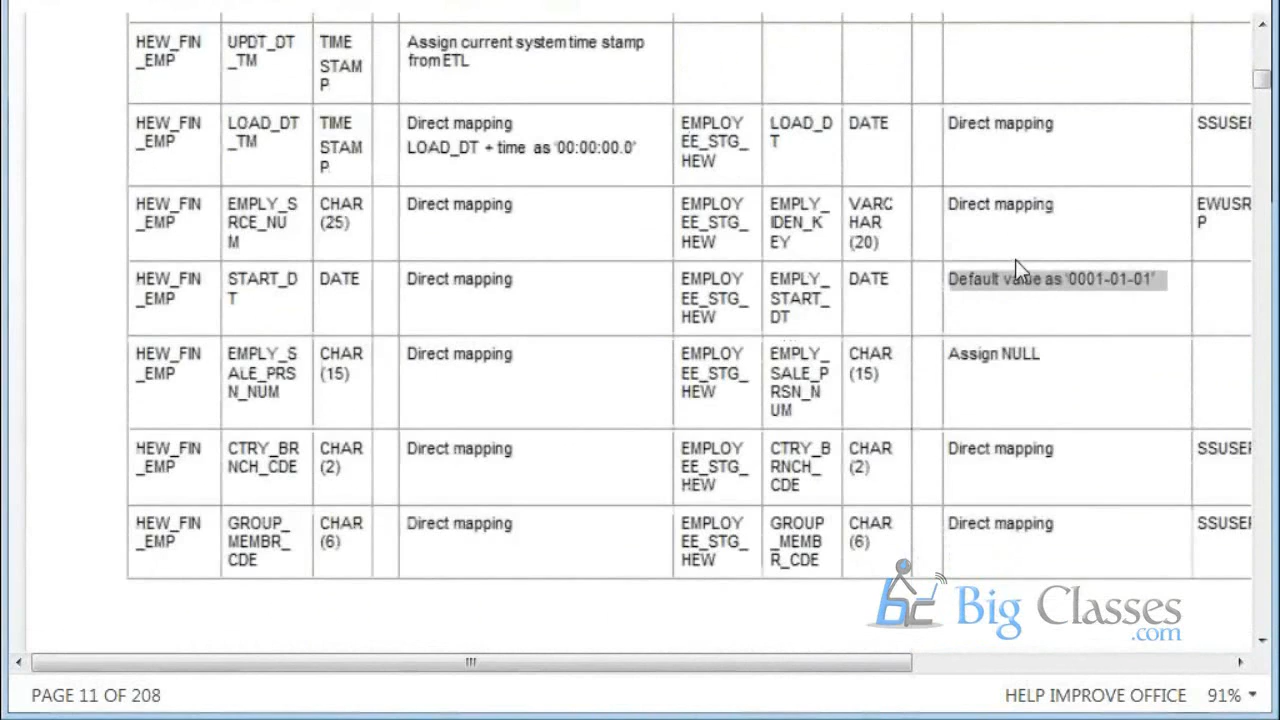 HEW_FIN UPDT_DT TIME Assign current system time stamp
_EMP _TM STAM from ETL
P
HEW_FIN LOAD_DT TIME Direct mapping EMPLOY LOAD_D DATE Direct mapping SSUSER
_EMP _TM STAM LOAD_DT + time as '00:00:00.0' EE_STG_ T
P HEW
HEW_FIN EMPLY_S CHAR Direct mapping EMPLOY EMPLY_ VARC Direct mapping EWUSR
_EMP RCE_NU (25) EE_STG_ IDEN_K HAR P
M HEW EY (20)
HEW_FIN START_D DATE Direct mapping EMPLOY EMPLY_ DATE Default value as '0001-01-01'
_EMP T EE_STG_ START_
HEW DT
HEW_FIN EMPLY_S CHAR Direct mapping EMPLOY EMPLY_ CHAR Assign NULL
_EMP ALE_PRS (15) EE_STG_ SALE_P (15)
N_NUM HEW RSN_N
UM
HEW_FIN CTRY_BR CHAR Direct mapping EMPLOY CTRY_B CHAR Direct mapping SSUSER
_EMP NCH_CDE (2) EE_STG_ RNCH_ (2)
HEW CDE
HEW_FIN GROUP_ CHAR Direct mapping EMPLOY GROUP CHAR Direct mapping SSUSER
_EMP MEMBR_ (6) EE_STG_ _MEMB (6)
CDE HEW R_CDE
bc Big Classes
.com
PAGE 11 OF 208 HELP IMPROVE OFFICE 91%